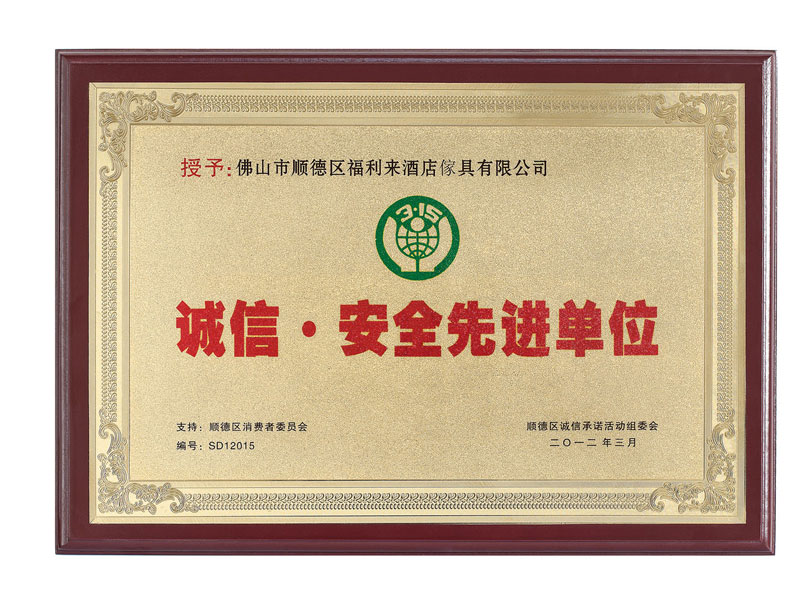 授予:佛山市顺德区福利来酒店傢具有限公司
3·15
诚信·安全先进单位
支持：顺德区消费者委员会
编号：SD12015
顺德区诚信承诺活动组委会
二〇一二年三月